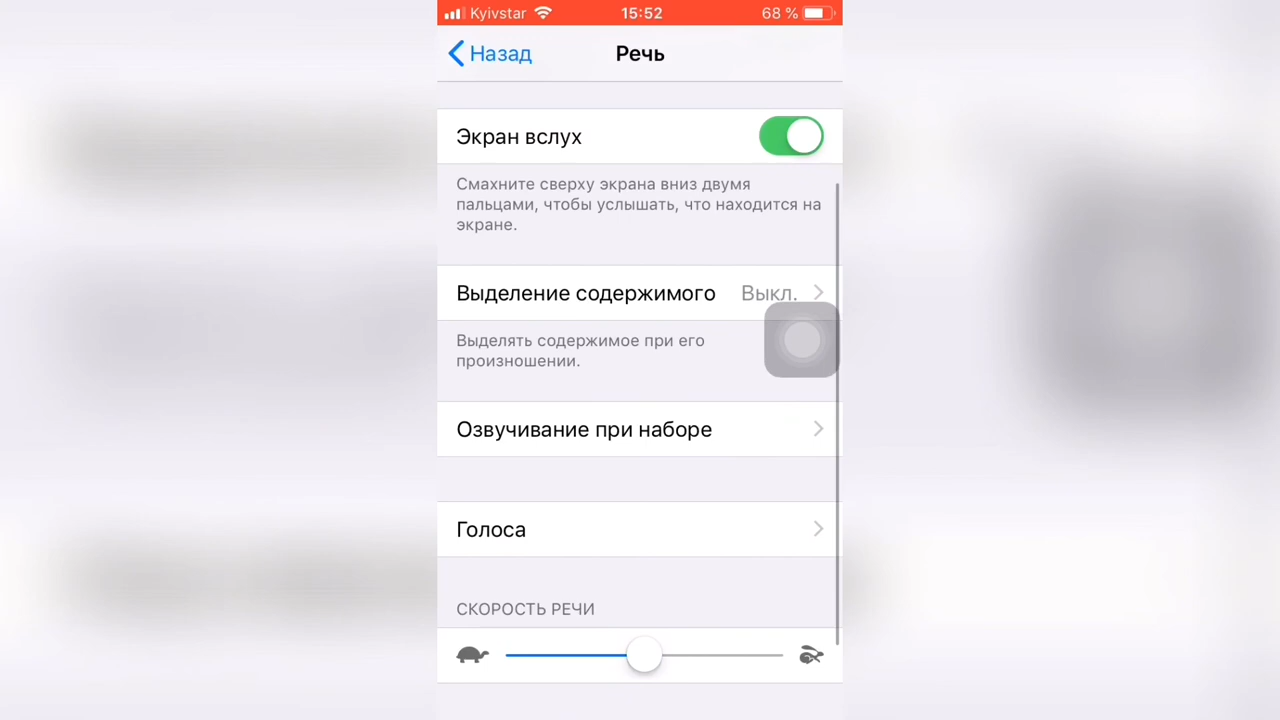 Kyivstar 15:52 68 %
Назад Речь
Экран вслух
Смахните сверху экрана вниз двумя
пальцами, чтобы услышать, что находится на
экране.
Выделение содержимого Выкл.
Выделять содержимое при его
произношении.
Озвучивание при наборе
Голоса
СКОРОСТЬ РЕЧИ